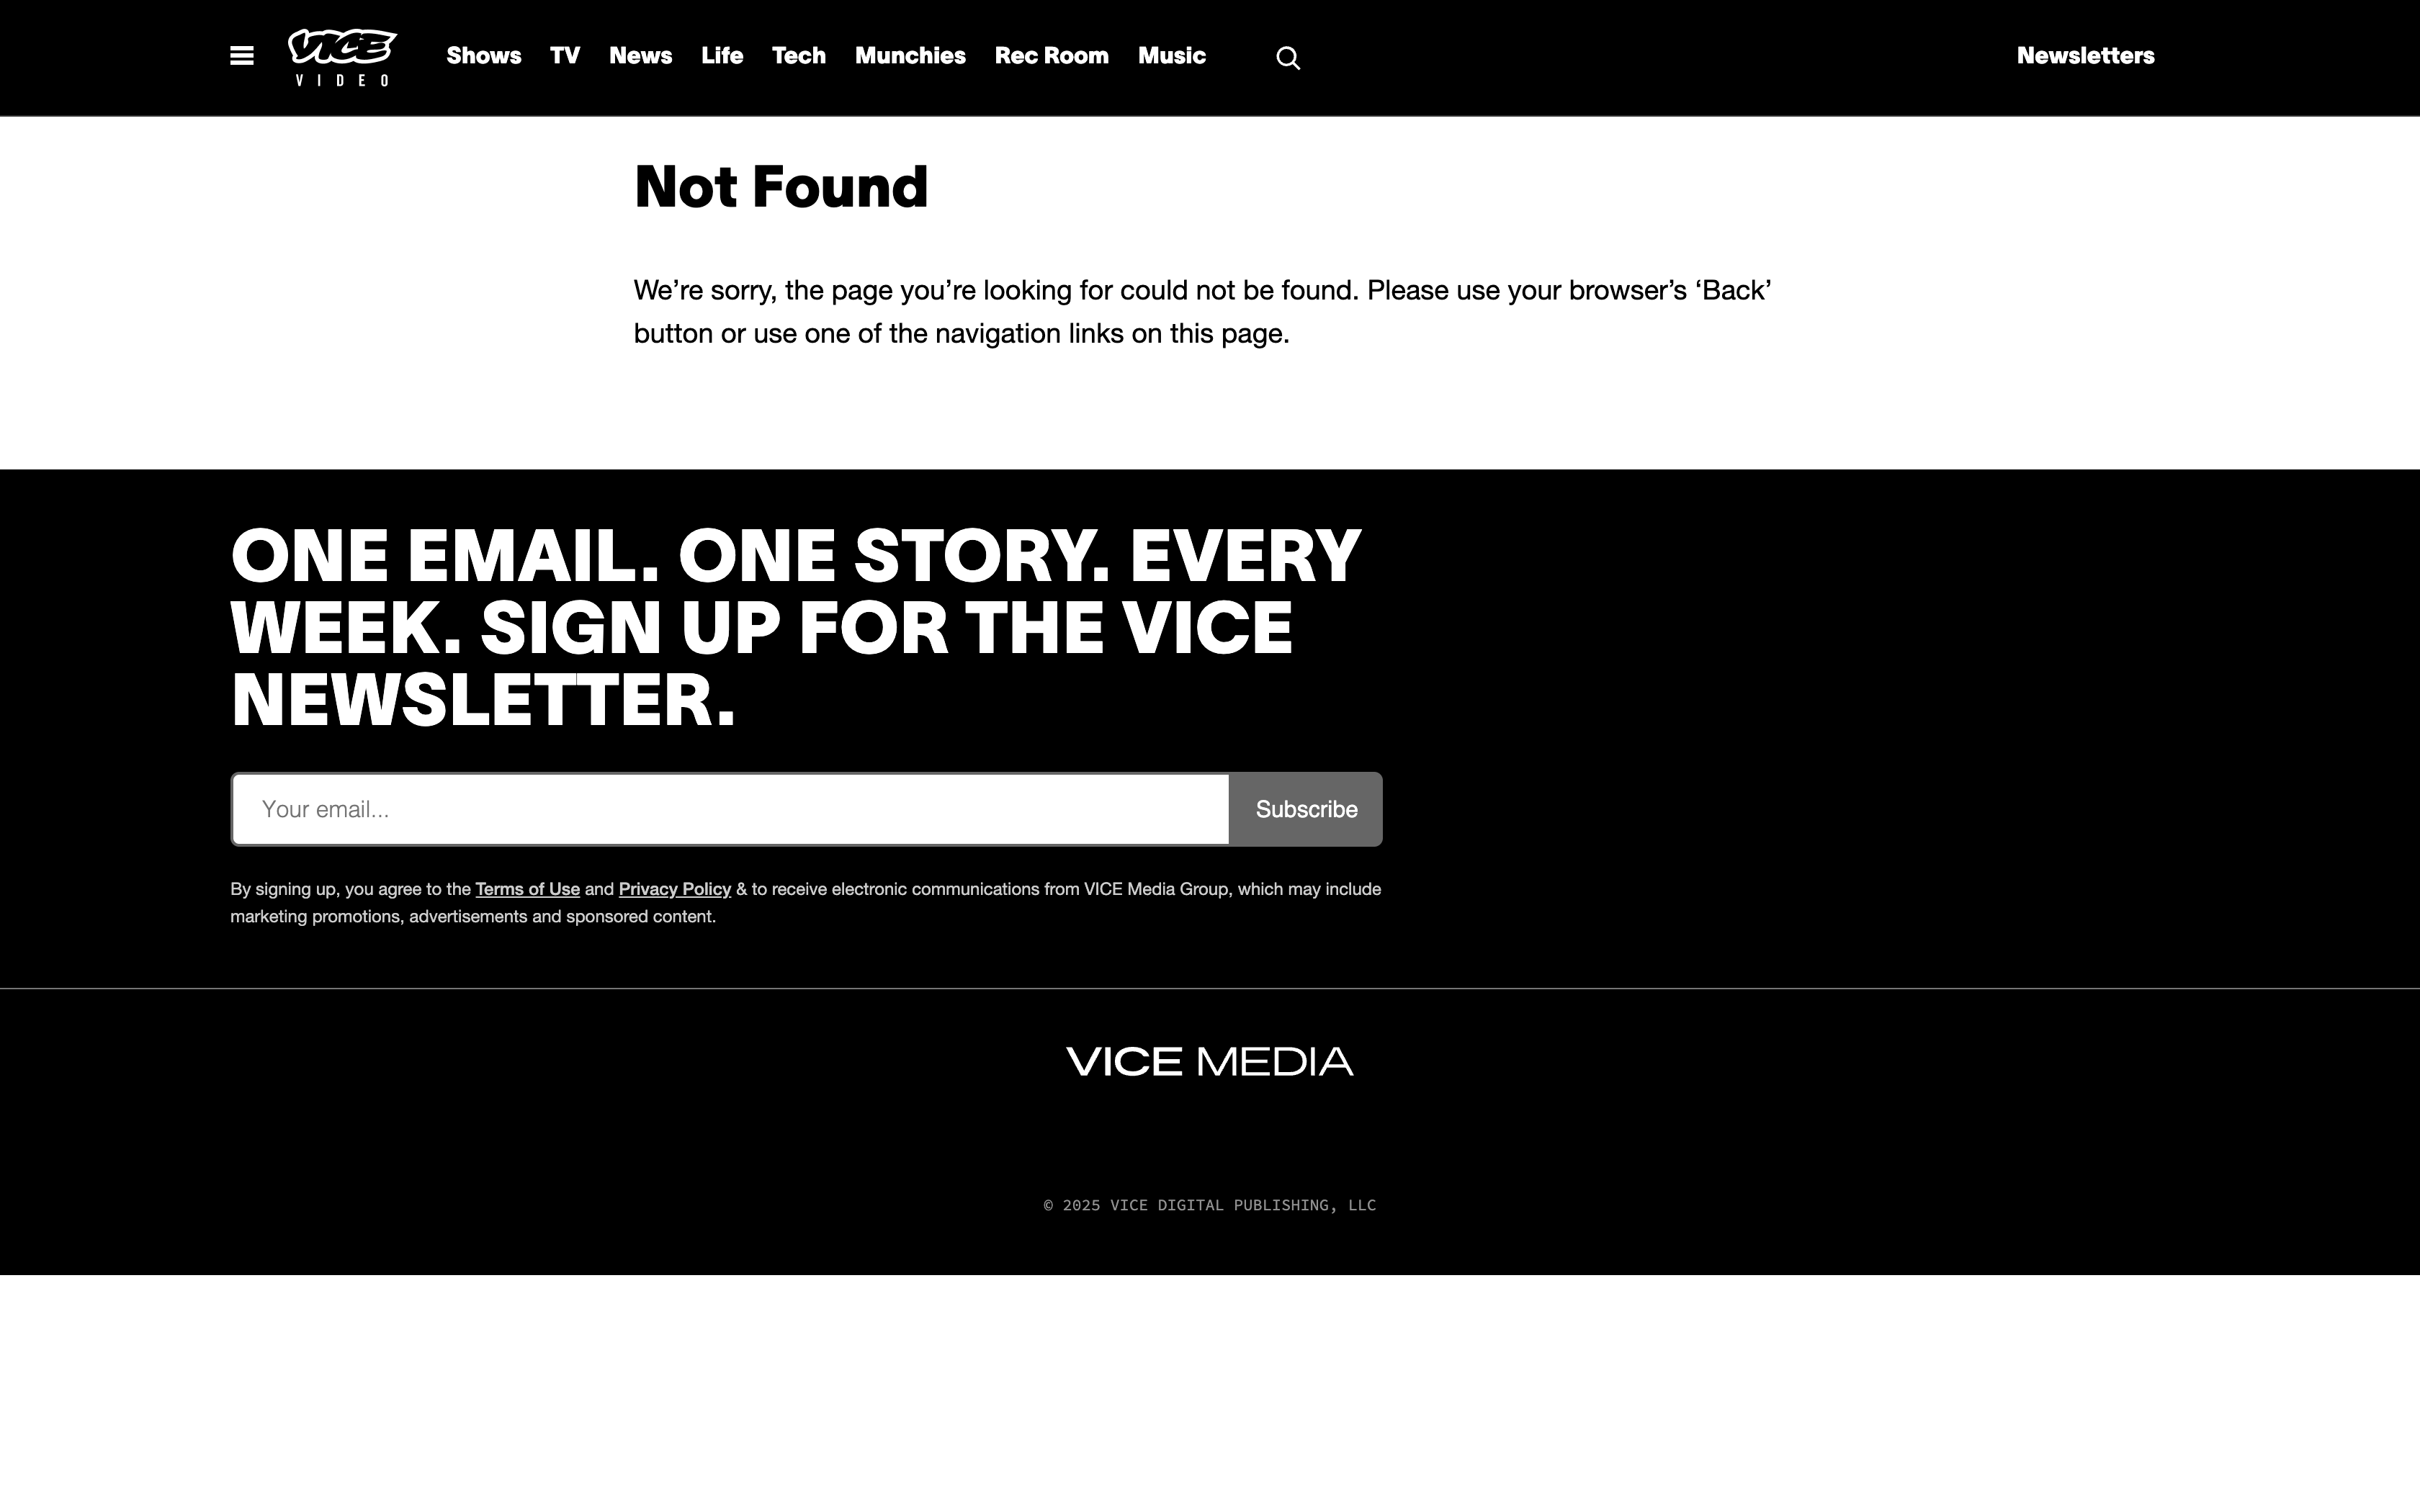 VICE
VIDEO
Shows TV News Life Tech Munchies Rec Room Music
Newsletters
Not Found
We’re sorry, the page you’re looking for could not be found. Please use your browser’s ‘Back’
button or use one of the navigation links on this page.
ONE EMAIL. ONE STORY. EVERY
WEEK. SIGN UP FOR THE VICE
NEWSLETTER.
Your email...
Subscribe
By signing up, you agree to the Terms of Use and Privacy Policy & to receive electronic communications from VICE Media Group, which may include
marketing promotions, advertisements and sponsored content.
VICE MEDIA
© 2025 VICE DIGITAL PUBLISHING, LLC